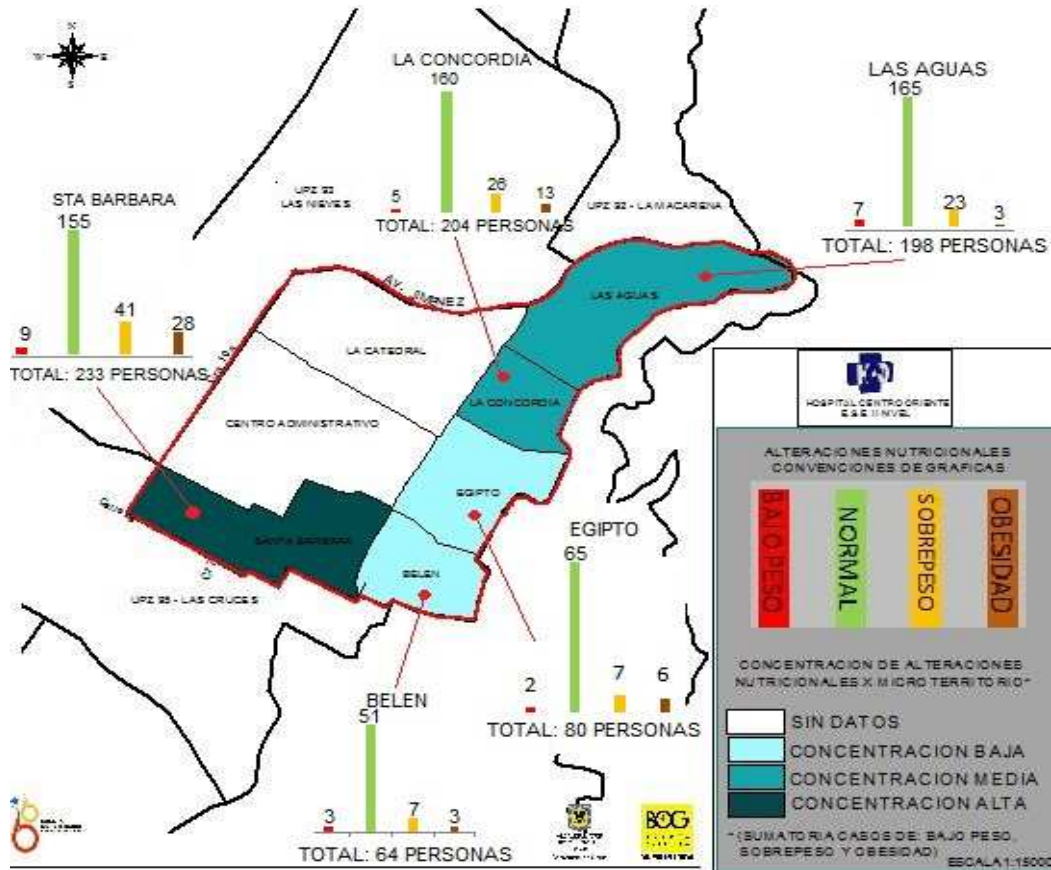 N
W
E
S
LA CONCORDIA
160
5
26
13
TOTAL: 204 PERSONAS
LAS AGUAS
165
7
23
3
TOTAL: 198 PERSONAS
STA BARBARA
155
9
41
28
TOTAL: 233 PERSONAS
UPZ 93
LAS NIEVES
UPZ 92 - LA MACARENA
LAS AGUAS
LA CATEDRAL
LA CONCORDIA
CENTRO ADMINISTRATIVO
EGIPTO
SANTA BARBARA
BELEN
UPZ 95 - LAS CRUCES
EGIPTO
65
2
7
6
TOTAL: 80 PERSONAS
BELEN
51
3
7
3
TOTAL: 64 PERSONAS
HOSPITAL CENTRO ORIENTE
E.S.E. II NIVEL
ALTERACIONES NUTRICIONALES
CONVENCIONES DE GRAFICAS
BAJO PESO
NORMAL
SOBREPESO
OBESIDAD
CONCENTRACION DE ALTERACIONES
NUTRICIONALES X MICROTERRITORIO*
SIN DATOS
CONCENTRACION BAJA
CONCENTRACION MEDIA
CONCENTRACION ALTA
*(SUMATORIA CASOS DE: BAJO PESO,
SOBREPESO Y OBESIDAD)
ESCALA 1:15000